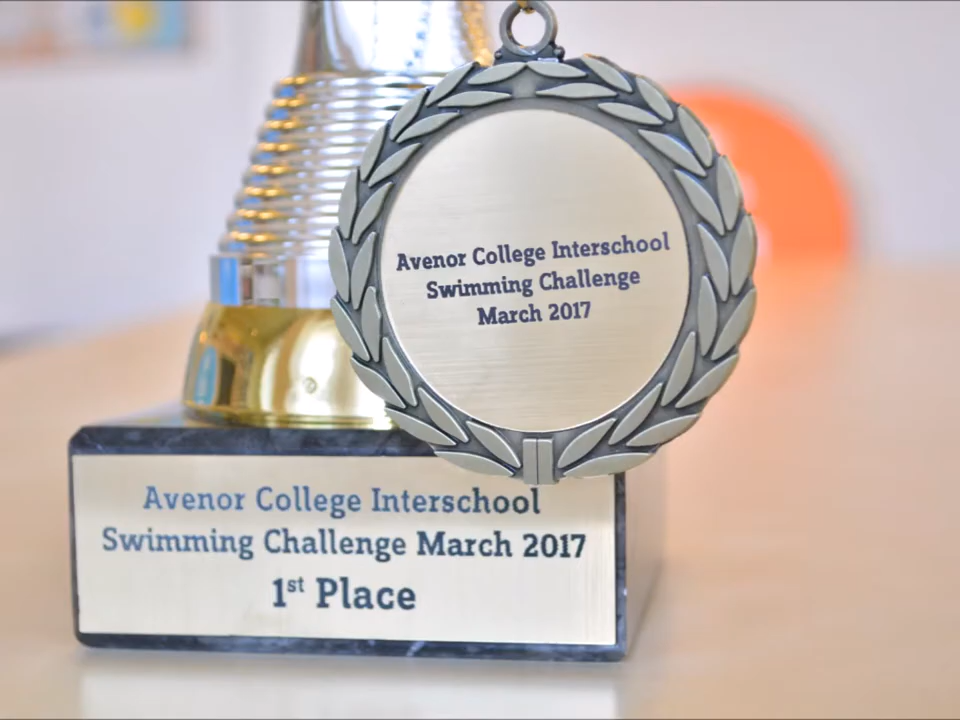 Avenor College Interschool
Swimming Challenge
March 2017
Avenor College Interschool
Swimming Challenge March 2017
1st Place